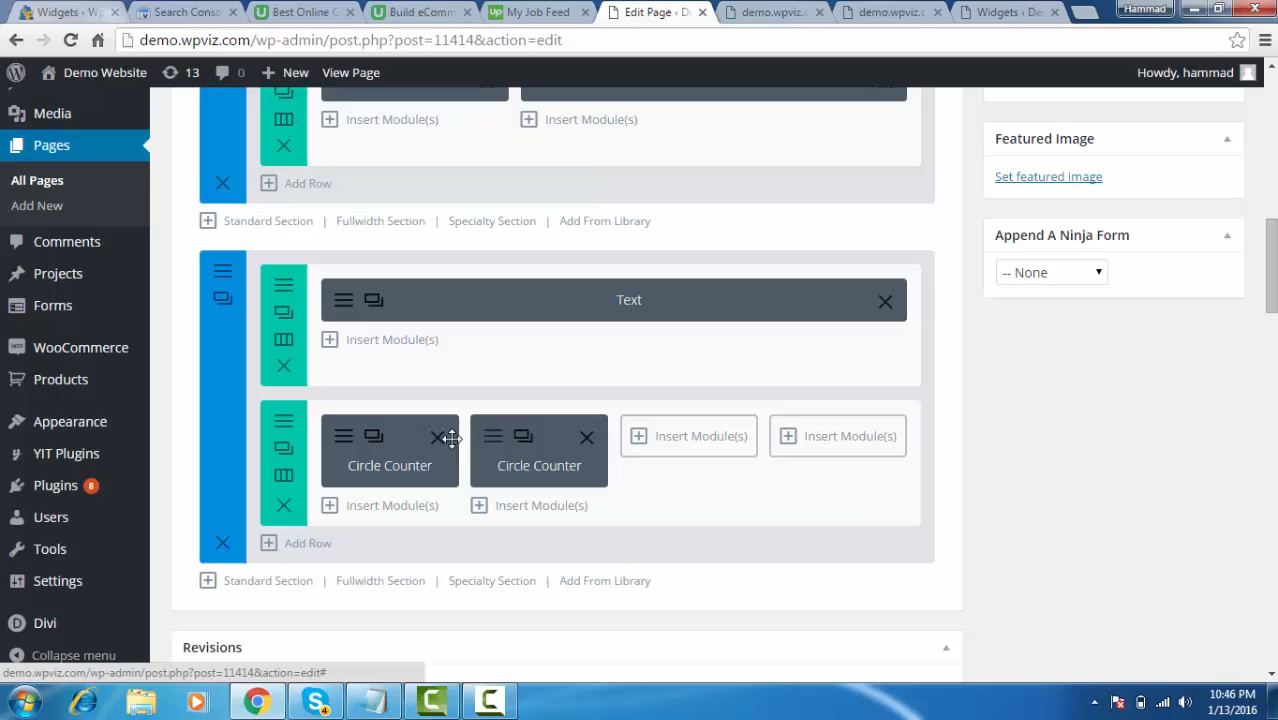 Widgets ‹ Wp
Search Conso
Best Online C
Build eComm
My Job Feed
Edit Page ‹ D
demo.wpviz.c
demo.wpviz.c
Widgets ‹ De
Hammad
demo.wpviz.com/wp-admin/post.php?post=11414&action=edit
Demo Website
13
0
New
View Page
Howdy, hammad
Media
Pages
All Pages
Add New
Comments
Projects
Forms
WooCommerce
Products
Appearance
YIT Plugins
Plugins 8
Users
Tools
Settings
Divi
Collapse menu
Insert Module(s)
Insert Module(s)
Add Row
Standard Section | Fullwidth Section | Specialty Section | Add From Library
Text
Insert Module(s)
Circle Counter
Circle Counter
Insert Module(s)
Insert Module(s)
Insert Module(s)
Insert Module(s)
Add Row
Standard Section | Fullwidth Section | Specialty Section | Add From Library
Revisions
Featured Image
Set featured image
Append A Ninja Form
-- None
demo.wpviz.com/wp-admin/post.php?post=11414&action=edit#
10:46 PM
1/13/2016